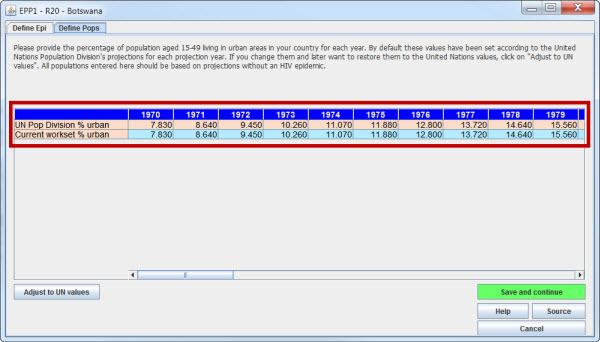 EPP1 - R20 - Botswana
Define Epi Define Pops
Please provide the percentage of population aged 15-49 living in urban areas in your country for each year. By default these values have been set according to the United
Nations Population Division's projections for each projection year. If you change them and later want to restore them to the United Nations values, click on "Adjust to UN
values". All populations entered here should be based on projections without an HIV epidemic.
1970 1971 1972 1973 1974 1975 1976 1977 1978 1979
UN Pop Division % urban 7.830 8.640 9.450 10.260 11.070 11.880 12.800 13.720 14.640 15.560
Current workset % urban 7.830 8.640 9.450 10.260 11.070 11.880 12.800 13.720 14.640 15.560
Adjust to UN values Save and continue
Help Source
Cancel